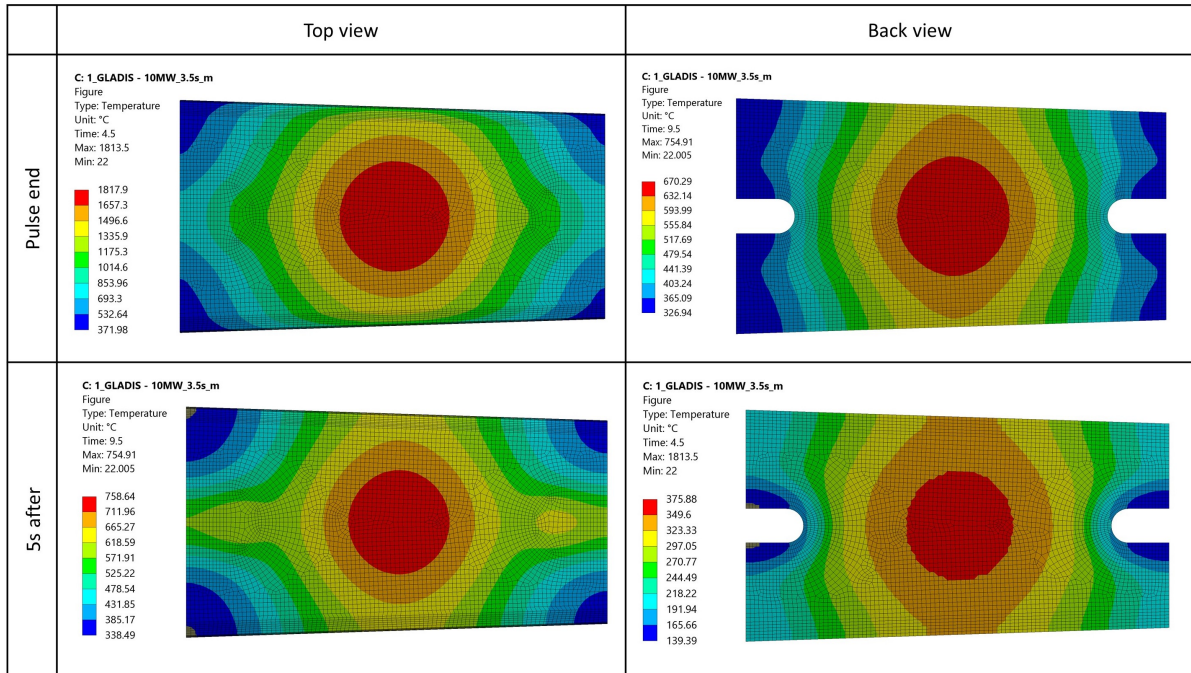 Top view
Back view
Pulse end
C: 1_GLADIS - 10MW_3.5s_m
Figure
Type: Temperature
Unit: °C
Time: 4.5
Max: 1813.5
Min: 22
1817.9
1657.3
1496.6
1335.9
1175.3
1014.6
853.96
693.3
532.64
371.98
C: 1_GLADIS - 10MW_3.5s_m
Figure
Type: Temperature
Unit: °C
Time: 9.5
Max: 754.91
Min: 22.005
670.29
632.14
593.99
555.84
517.69
479.54
441.39
403.24
365.09
326.94
5s after
C: 1_GLADIS - 10MW_3.5s_m
Figure
Type: Temperature
Unit: °C
Time: 9.5
Max: 754.91
Min: 22.005
758.64
711.96
665.27
618.59
571.91
525.22
478.54
431.85
385.17
338.49
C: 1_GLADIS - 10MW_3.5s_m
Figure
Type: Temperature
Unit: °C
Time: 4.5
Max: 1813.5
Min: 22
375.88
349.6
323.33
297.05
270.77
244.49
218.22
191.94
165.66
139.39